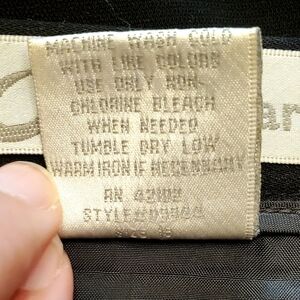 MACHINE WASH COLD
WITH LIKE COLORS
USE ONLY NON-
CHLORINE BLEACH
WHEN NEEDED
TUMBLE DRY LOW
WARM IRON IF NECESSARY
RN
STYLE#
SIZE